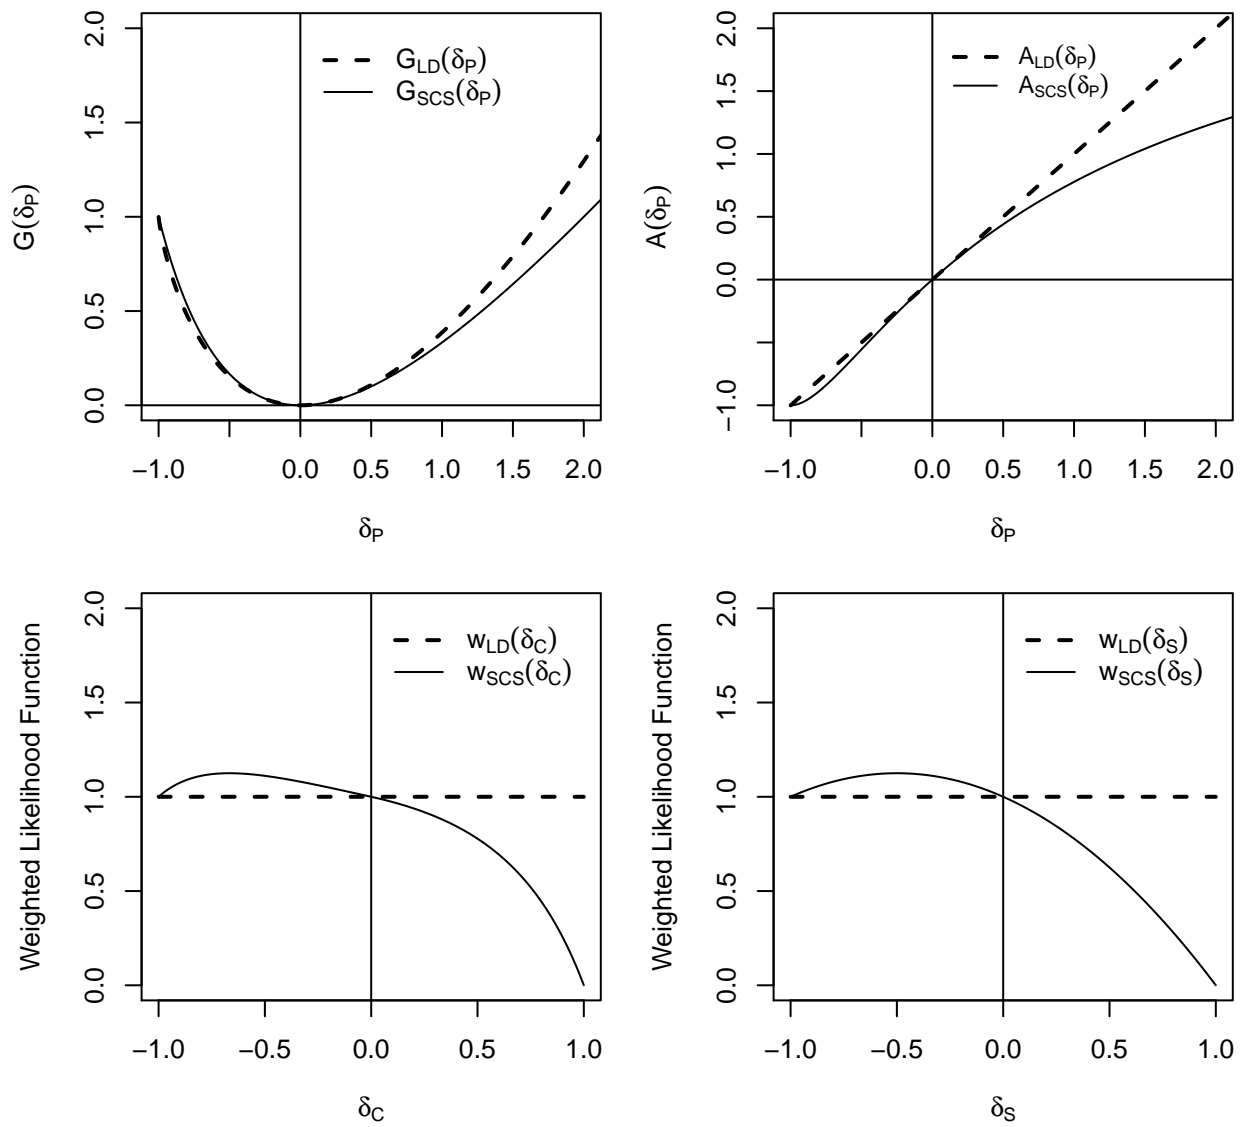 G(δP)
2.0
1.5
1.0
0.5
0.0
GLD(δP)
GSCS(δP)
−1.0 0.0 0.5 1.0 1.5 2.0
δP
A(δP)
2.0
1.5
1.0
0.5
0.0
−1.0
ALD(δP)
ASCS(δP)
−1.0 0.0 0.5 1.0 1.5 2.0
δP
Weighted Likelihood Function
2.0
1.5
1.0
0.5
0.0
wLD(δC)
wSCS(δC)
−1.0 −0.5 0.0 0.5 1.0
δC
Weighted Likelihood Function
2.0
1.5
1.0
0.5
0.0
wLD(δS)
wSCS(δS)
−1.0 −0.5 0.0 0.5 1.0
δS